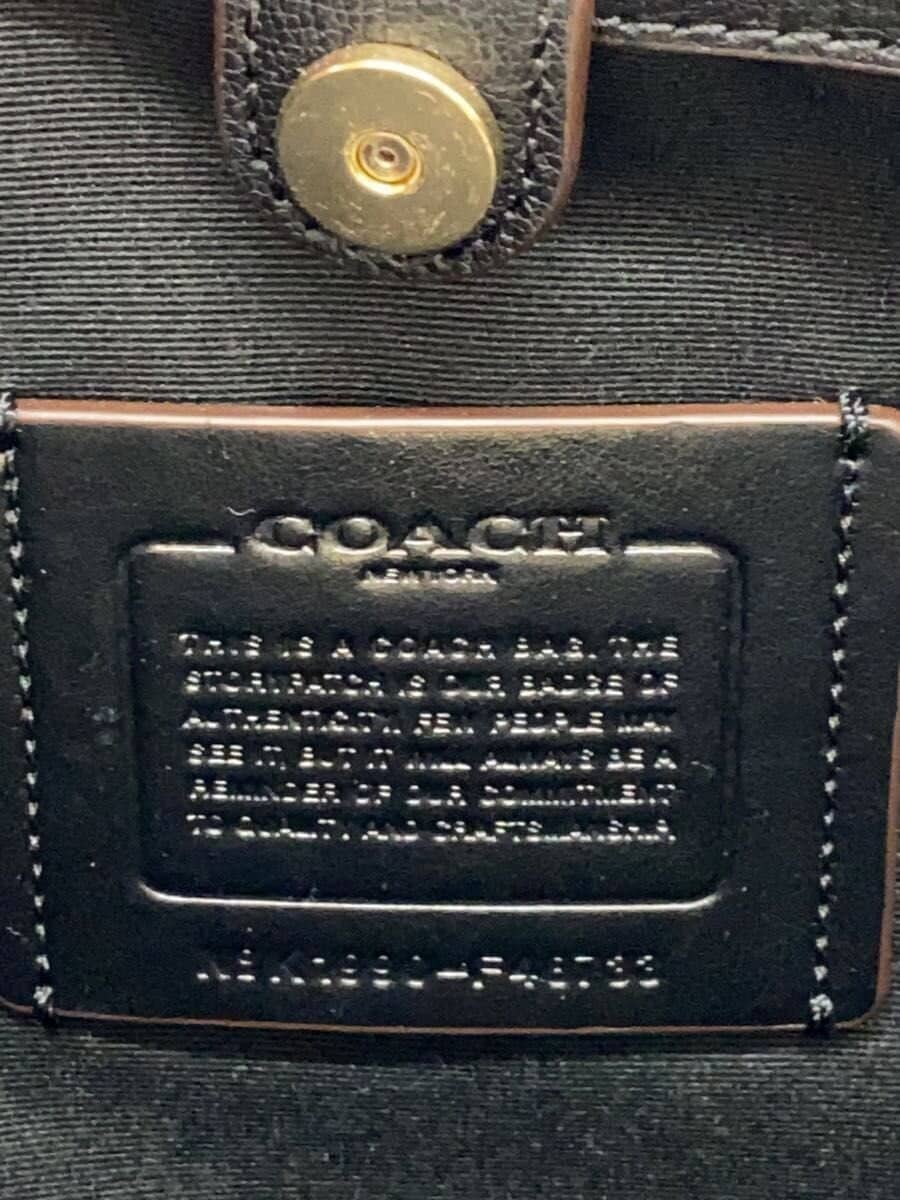 COACH
NEW YORK
THIS IS A COACH BAG. THE
STORYPATCH IS OUR BADGE OF
AUTHENTICITY. FEW PEOPLE MAY
SEE IT, BUT IT WILL ALWAYS BE A
REMINDER OF OUR COMMITMENT
TO QUALITY AND CRAFTSMANSHIP.